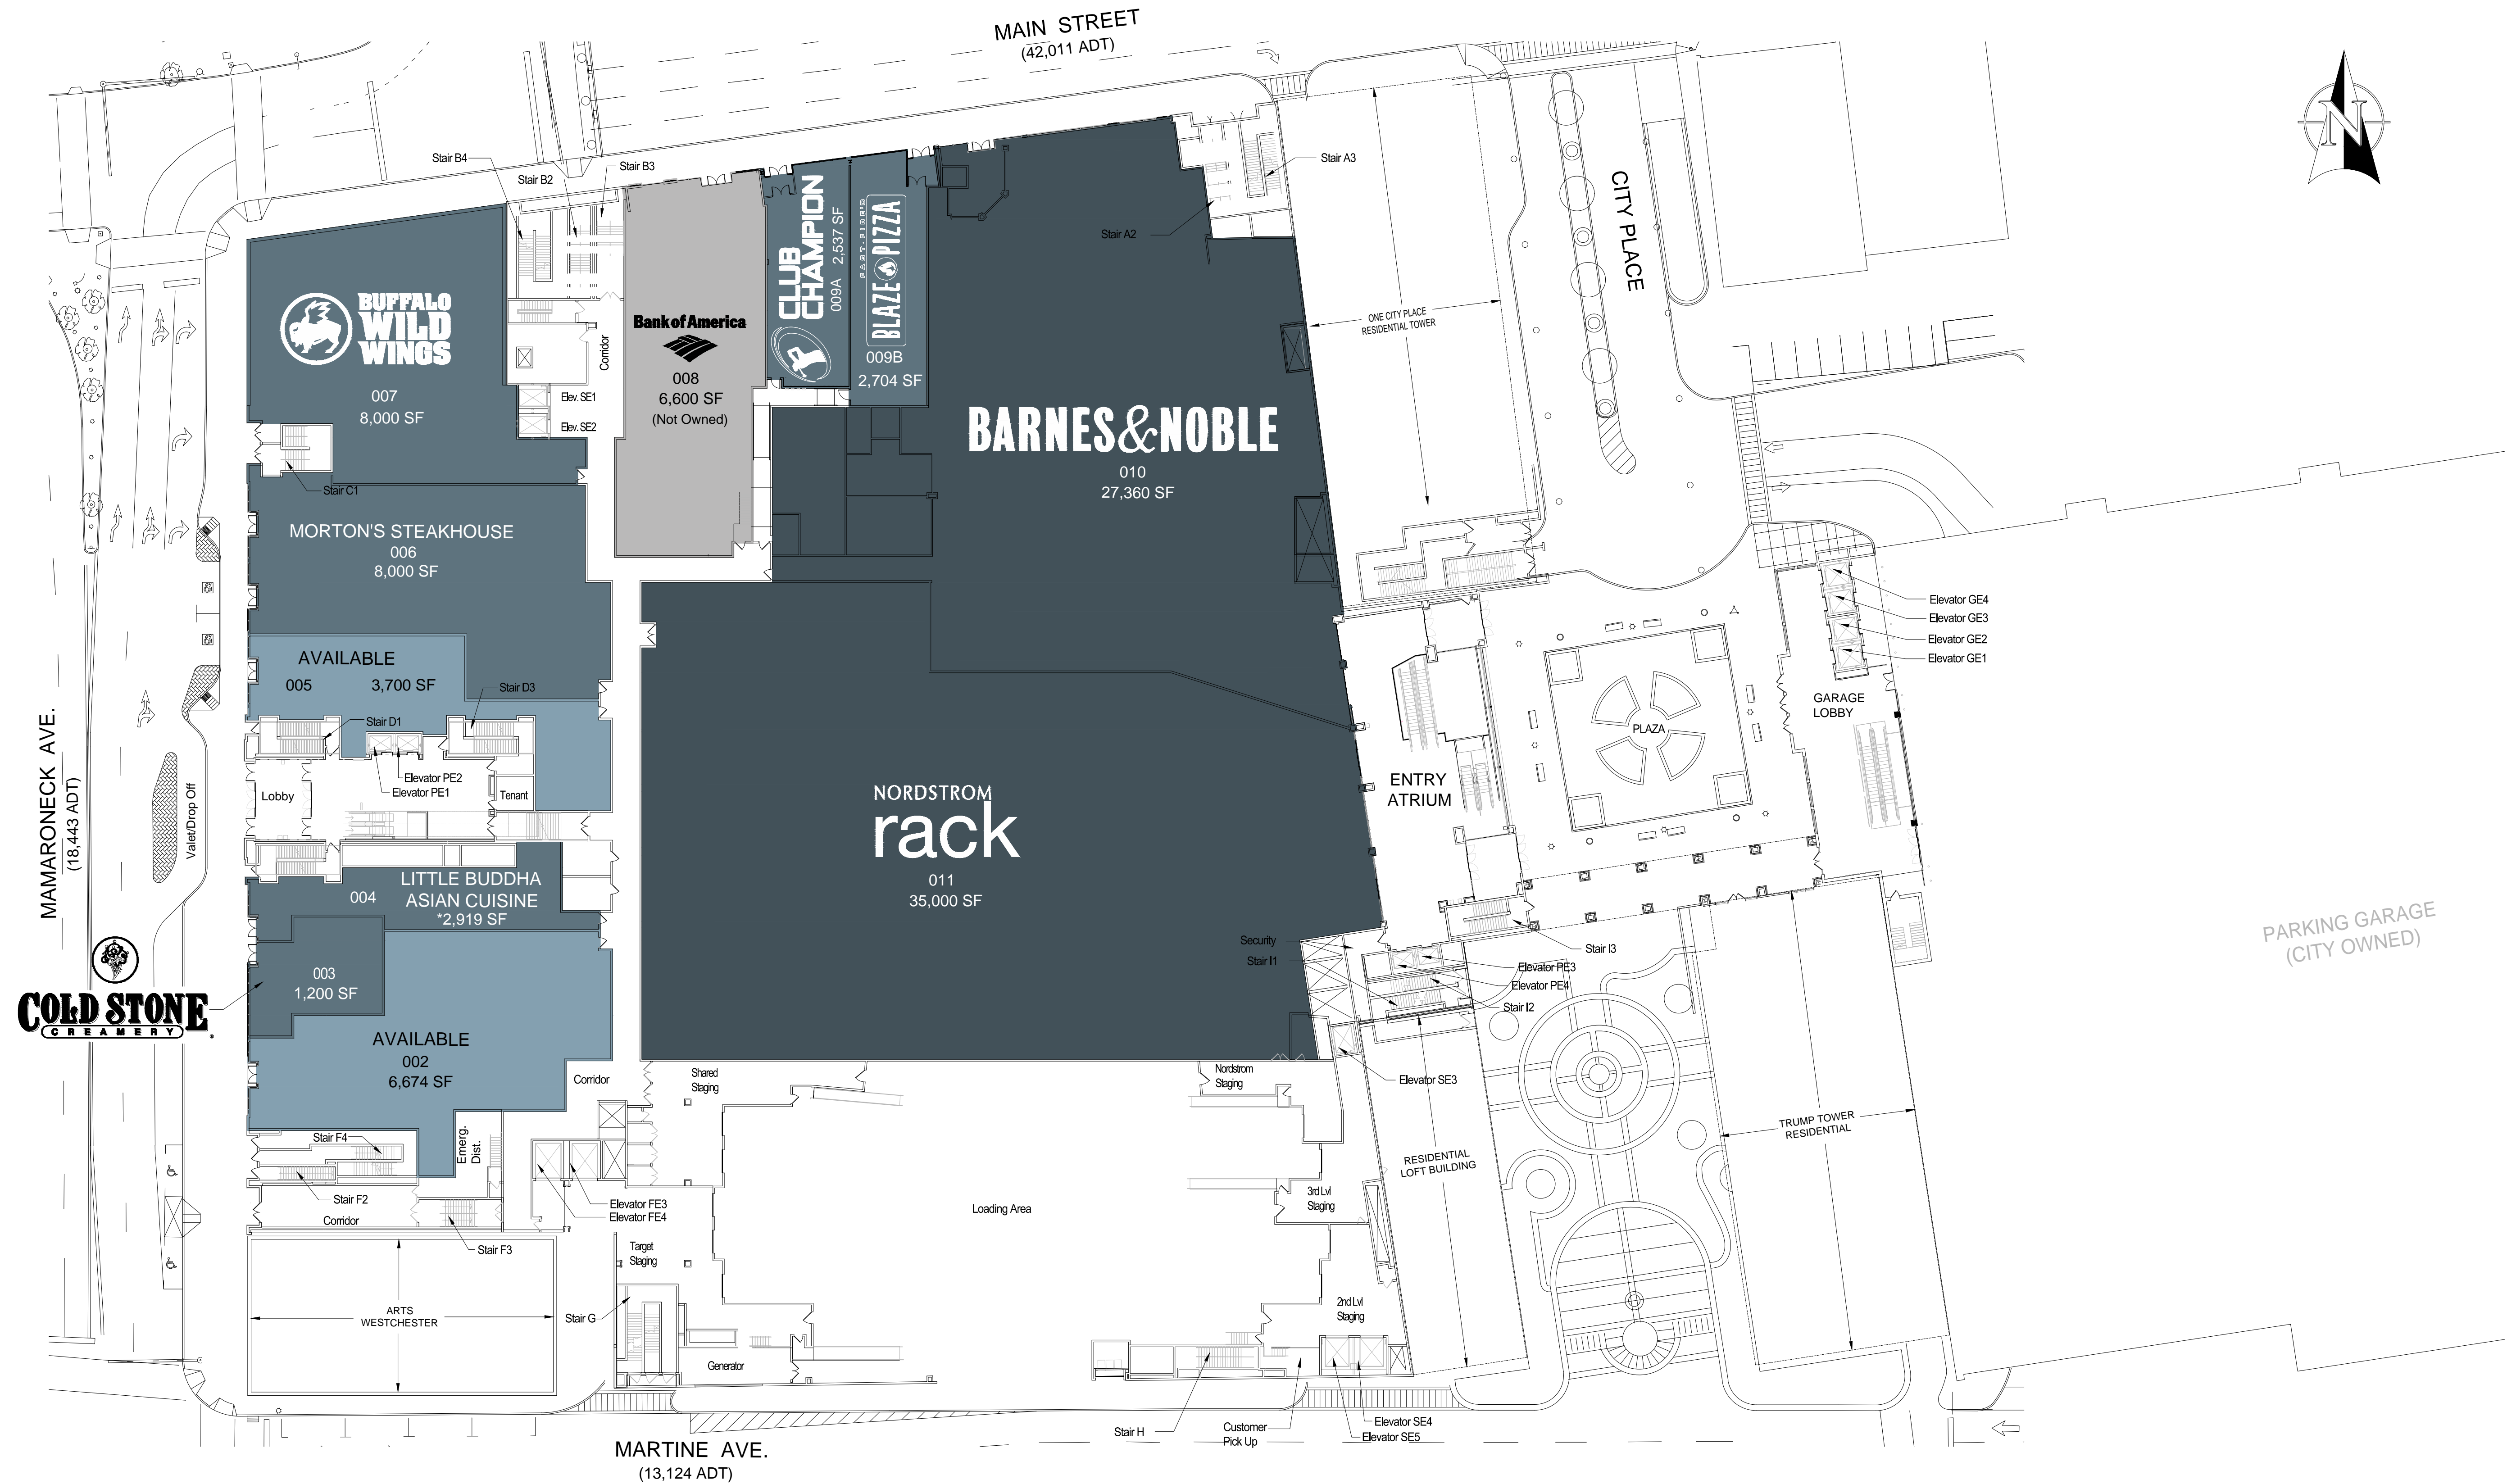 MAIN STREET
(42,011 ADT)
N
Stair B4
Stair B2
Stair B3
Stair A3
Stair A2
CITY PLACE
BUFFALO
WILD
WINGS
007
8,000 SF
Corridor
Elev. SE1
Elev. SE2
Bank of America
008
6,600 SF
(Not Owned)
CLUB
CHAMPION
009A 2,537 SF
FAST-FIRE'D
BLAZE PIZZA
009B
2,704 SF
ONE CITY PLACE
RESIDENTIAL TOWER
BARNES&NOBLE
010
27,360 SF
Stair C1
MORTON'S STEAKHOUSE
006
8,000 SF
AVAILABLE
005 3,700 SF
Stair D3
Stair D1
Elevator PE2
Elevator PE1
Lobby
Tenant
MAMARONECK AVE.
(18,443 ADT)
Valet/Drop Off
Elevator GE4
Elevator GE3
Elevator GE2
Elevator GE1
GARAGE
LOBBY
PLAZA
ENTRY
ATRIUM
NORDSTROM
rack
011
35,000 SF
004
LITTLE BUDDHA
ASIAN CUISINE
*2,919 SF
003
1,200 SF
COLD STONE
CREAMERY
AVAILABLE
002
6,674 SF
Security
Stair I1
Stair I3
Elevator PE3
Elevator PE4
Stair I2
PARKING GARAGE
(CITY OWNED)
Corridor
Shared
Staging
Nordstrom
Staging
Elevator SE3
Stair F4
Emerg.
Dist.
TRUMP TOWER
RESIDENTIAL
RESIDENTIAL
LOFT BUILDING
Stair F2
Corridor
Stair F3
Elevator FE3
Elevator FE4
Loading Area
3rd Lvl
Staging
Target
Staging
ARTS
WESTCHESTER
Stair G
2nd Lvl
Staging
Generator
Stair H
Customer
Pick Up
Elevator SE4
Elevator SE5
MARTINE AVE.
(13,124 ADT)